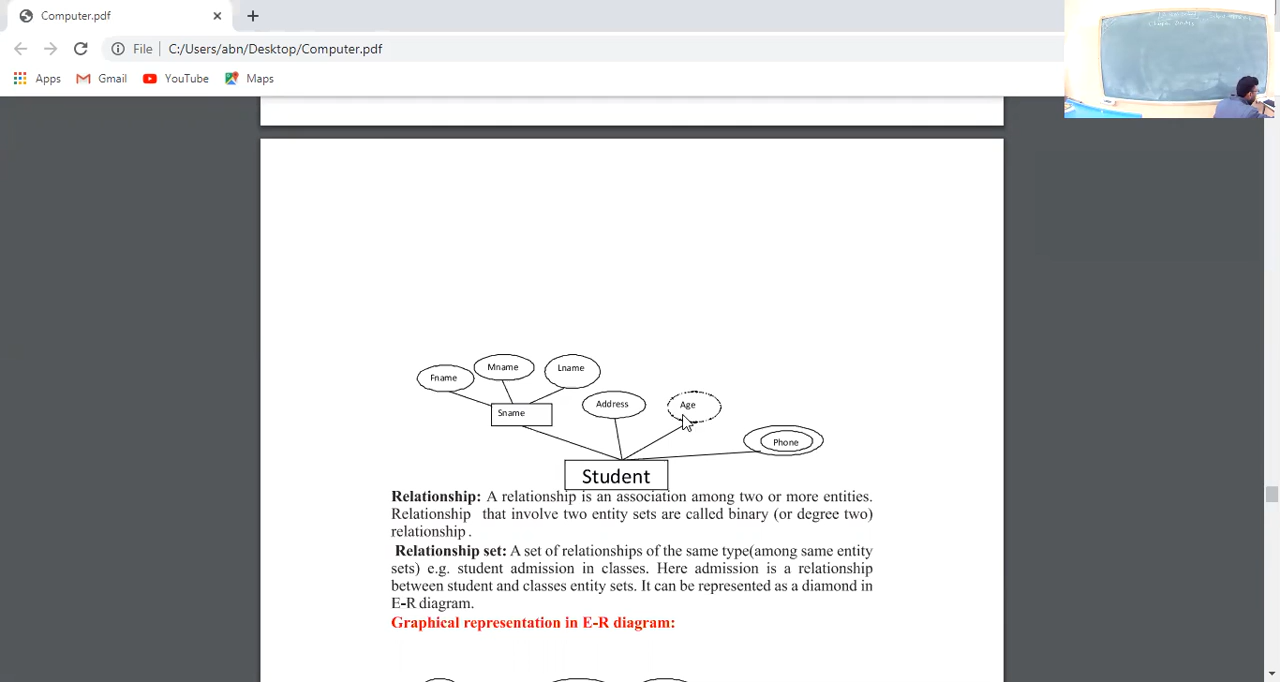 Computer.pdf
File
C:/Users/abn/Desktop/Computer.pdf
Apps
Gmail
YouTube
Maps
Fname
Mname
Lname
Sname
Address
Age
Phone
Student
Relationship: A relationship is an association among two or more entities.
Relationship that involve two entity sets are called binary (or degree two)
relationship .
Relationship set: A set of relationships of the same type(among same entity
sets) e.g. student admission in classes. Here admission is a relationship
between student and classes entity sets. It can be represented as a diamond in
E-R diagram.
Graphical representation in E-R diagram: